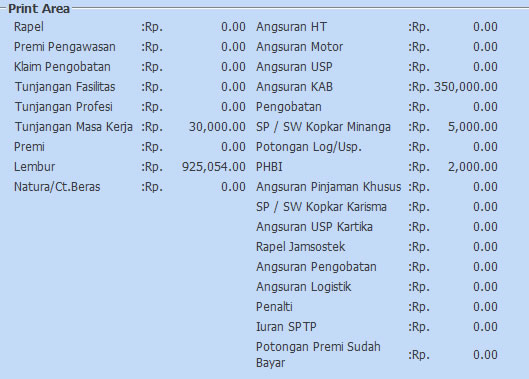 Print Area
Rapel :Rp. 0.00 Angsuran HT :Rp. 0.00
Premi Pengawasan :Rp. 0.00 Angsuran Motor :Rp. 0.00
Klaim Pengobatan :Rp. 0.00 Angsuran USP :Rp. 0.00
Tunjangan Fasilitas :Rp. 0.00 Angsuran KAB :Rp. 350,000.00
Tunjangan Profesi :Rp. 0.00 Pengobatan :Rp. 0.00
Tunjangan Masa Kerja :Rp. 30,000.00 SP / SW Kopkar Minanga :Rp. 5,000.00
Premi :Rp. 0.00 Potongan Log/Usp. :Rp. 0.00
Lembur :Rp. 925,054.00 PHBI :Rp. 2,000.00
Natura/Ct.Beras :Rp. 0.00 Angsuran Pinjaman Khusus :Rp. 0.00
SP / SW Kopkar Karisma :Rp. 0.00
Angsuran USP Kartika :Rp. 0.00
Rapel Jamsostek :Rp. 0.00
Angsuran Pengobatan :Rp. 0.00
Angsuran Logistik :Rp. 0.00
Penalti :Rp. 0.00
Iuran SPTP :Rp. 0.00
Potongan Premi Sudah
Bayar :Rp. 0.00